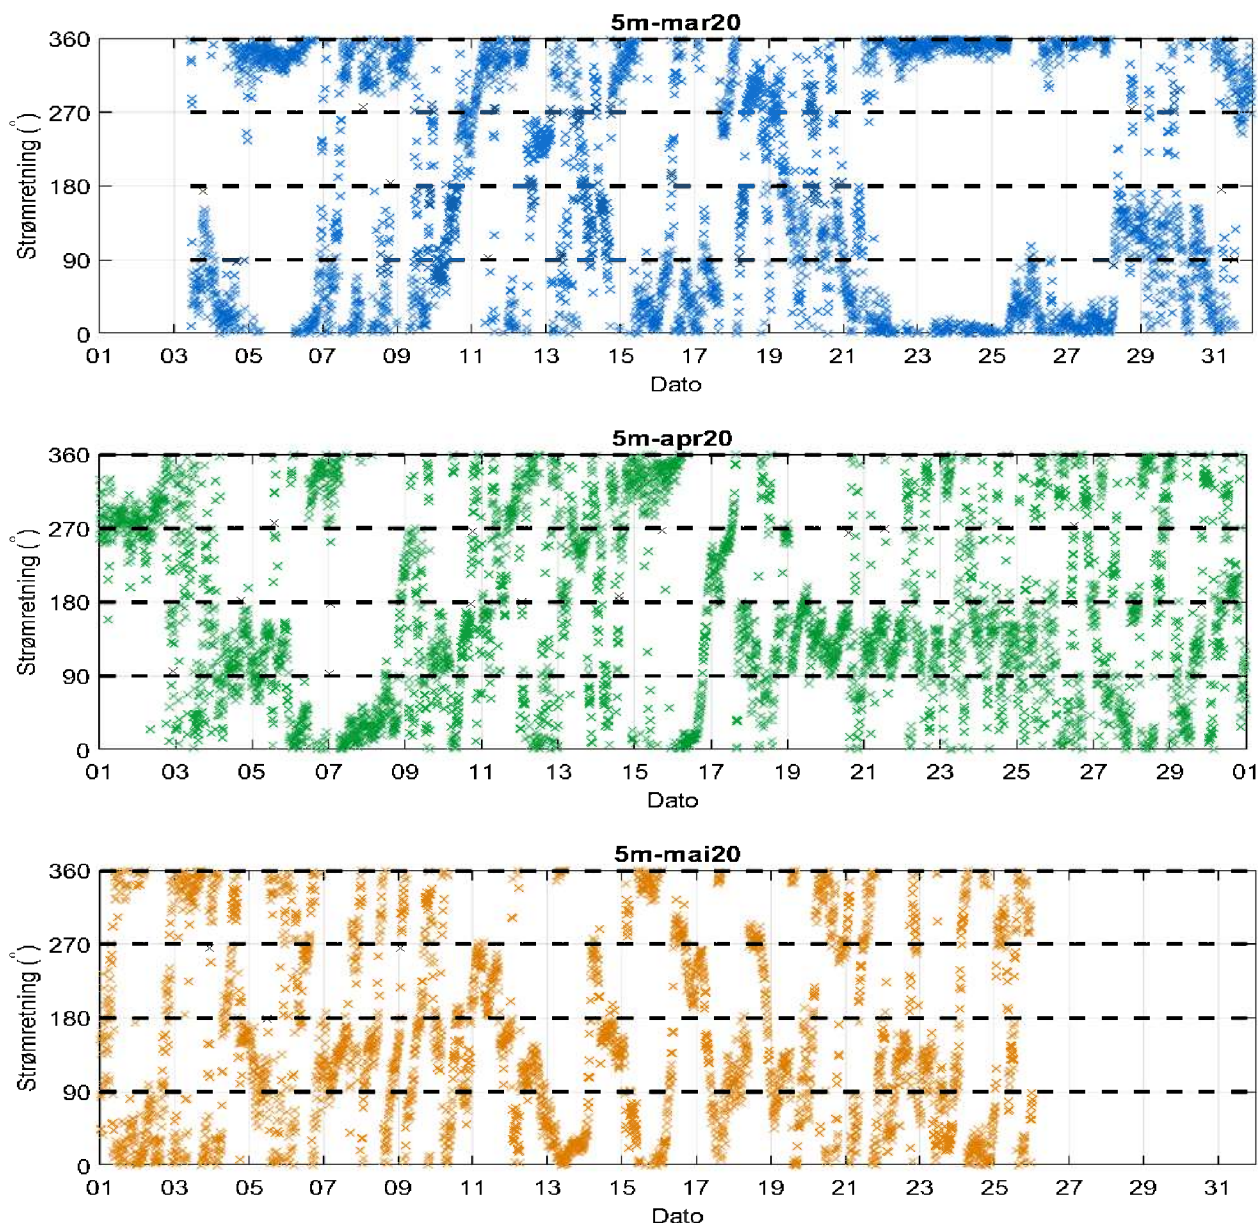 5m-mar20
360
270
180
90
0
Strømretning (°)
01 03 05 07 09 11 13 15 17 19 21 23 25 27 29 31
Dato
5m-apr20
360
270
180
90
0
Strømretning (°)
01 03 05 07 09 11 13 15 17 19 21 23 25 27 29 01
Dato
5m-mai20
360
270
180
90
0
Strømretning (°)
01 03 05 07 09 11 13 15 17 19 21 23 25 27 29 31
Dato